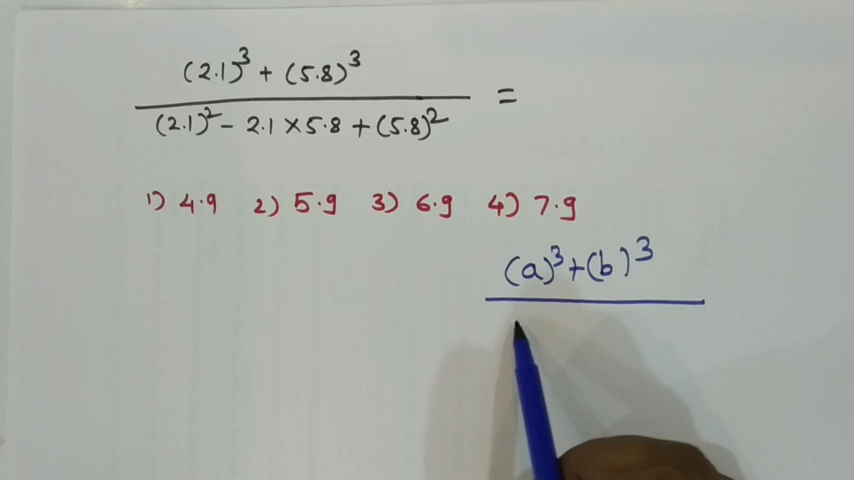 (2.1)³ + (5.8)³
(2.1)² - 2.1 × 5.8 + (5.8)² =
1) 4.9 2) 5.9 3) 6.9 4) 7.9
(a)³+(b)³